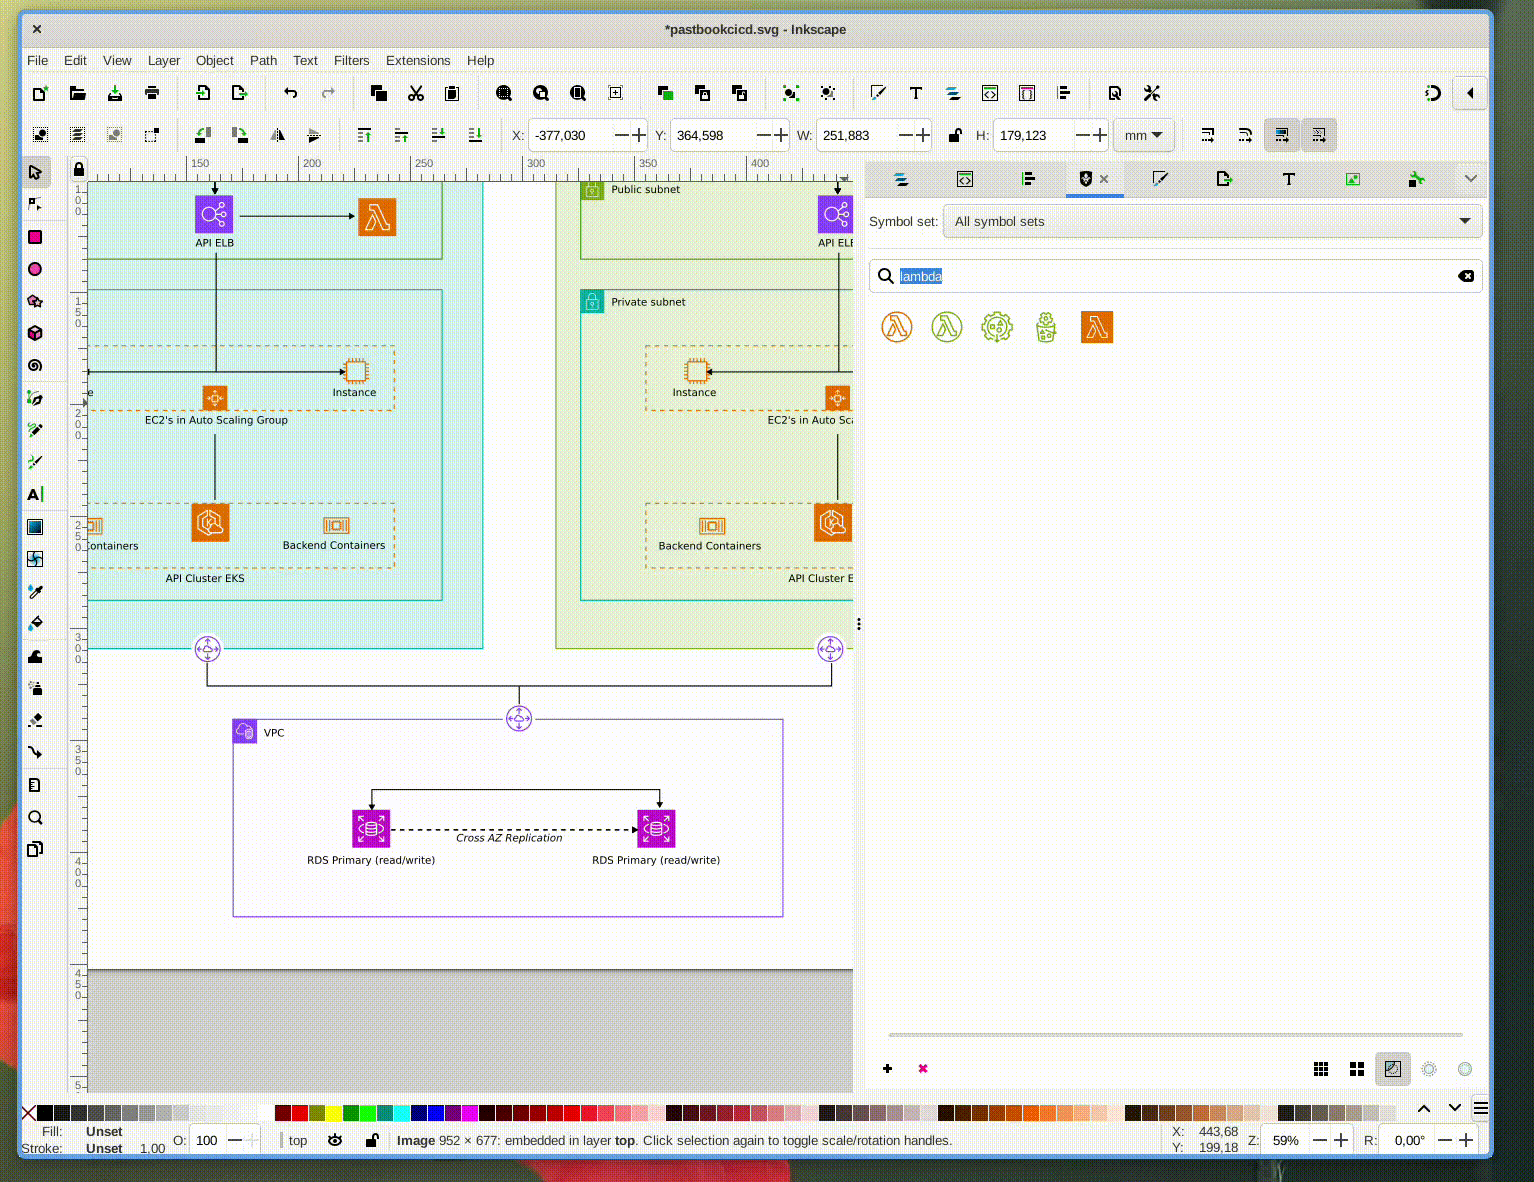 *pastbookcicd.svg - Inkscape
File Edit View Layer Object Path Text Filters Extensions Help
X: -377,030 Y: 364,598 W: 251,883 H: 179,123 mm
150 200 250 300 350 400
Symbol set: All symbol sets
lambda
Public subnet
API ELB
API ELB
Private subnet
Instance
Instance
EC2's in Auto Scaling Group
EC2's in Auto Sca
Containers
Backend Containers
Backend Containers
API Cluster EKS
API Cluster E
VPC
Cross AZ Replication
RDS Primary (read/write)
RDS Primary (read/write)
Fill: Unset
Stroke: Unset 1,00
O: 100
top
Image 952 × 677: embedded in layer top. Click selection again to toggle scale/rotation handles.
X: 443,68
Y: 199,18
Z: 59%
R: 0,00°